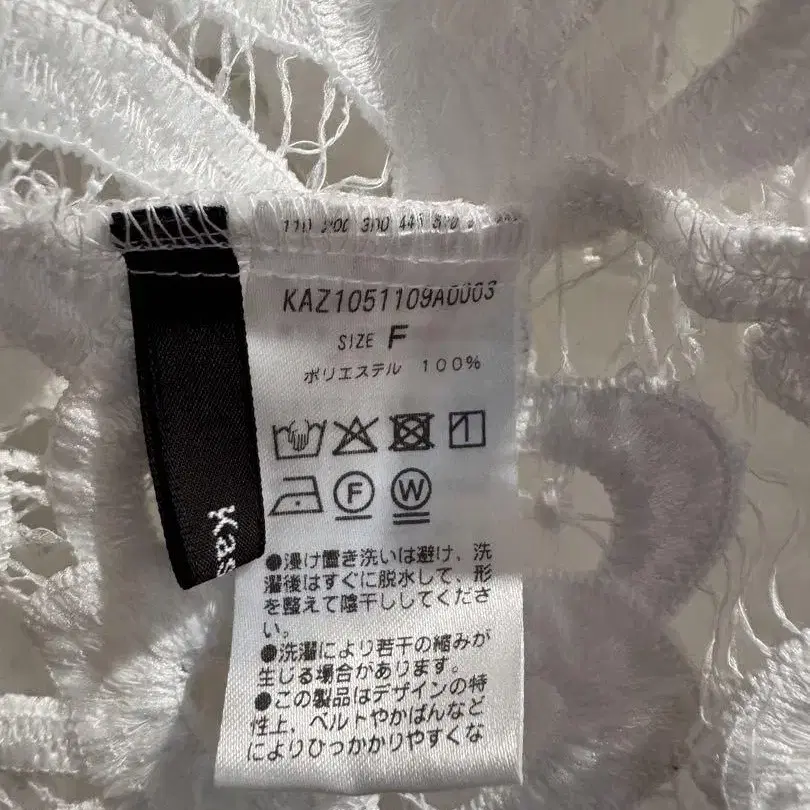 KAZ1051109A0003
SIZE F
ポリエステル 100%
F W
Kas
●浸け置き洗いは避け、洗
濯後はすぐに脱水して、形
を整えて陰干ししてくださ
い。
●洗濯により若干の縮みが
生じる場合があります。
●この製品はデザインの特
性上、ベルトやかばんなど
によりひっかかりやすくな